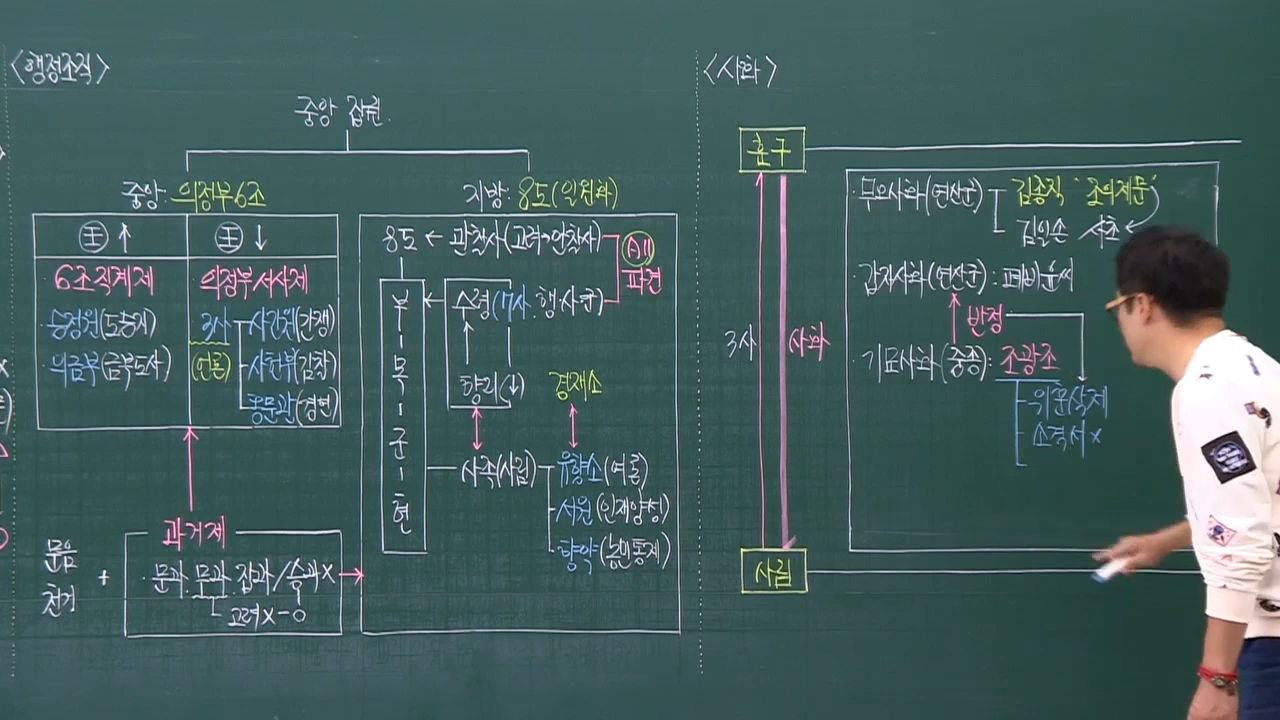 <행정조직>
중앙 집권
중앙: 의정부 6조
王 ↑
王 ↓
6조직계제
의정부서사제
승정원(도승지)
의금부(금부도사)
3사
(언론)
사간원(간쟁)
사헌부(감찰)
홍문관(경연)
과거제
문과. 무과. 잡과/승과x
고려x-0
문음
천거
+
지방: 8도(일원화)
8도 ← 관찰사(고려→안찰사)
All
파견
부-목-군-현
수령(17사. 행·사·군)
향리(↓)
경재소
사족(사림)
유향소(여론)
서원(인재양성)
향약(농민통제)
<사화>
훈구
3사
사화
사림
무오사화(연산군)
김종직 '조의제문'
김일손 사초
갑자사화(연산군): 폐비윤씨
반정
기묘사화(중종): 조광조
위훈삭제
소격서x